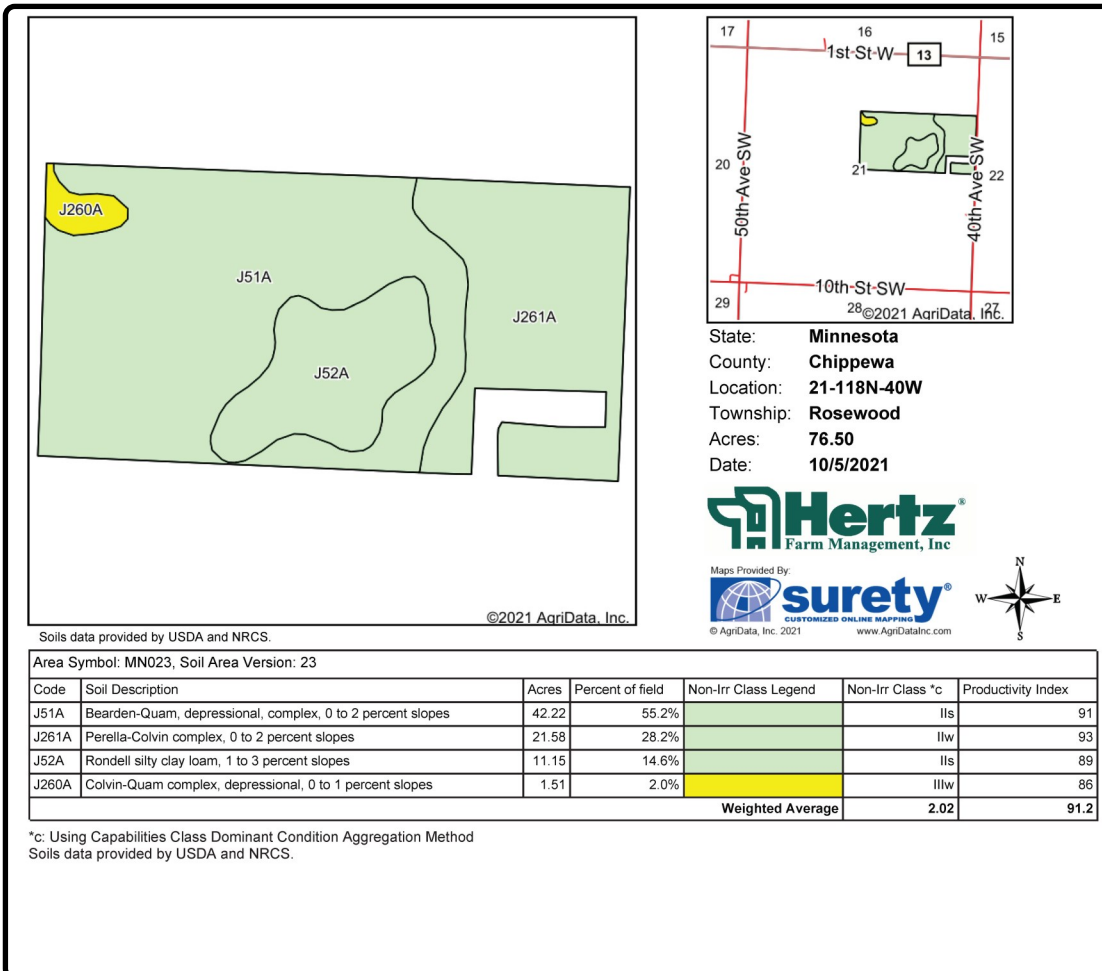 J260A
J51A
J52A
J261A
©2021 AgriData, Inc.
Soils data provided by USDA and NRCS.
17
16
15
1st-St-W
13
20
50th-Ave-SW
21
40th-Ave-SW
22
10th-St-SW
29
28
©2021 AgriData, Inc.
27
State: Minnesota
County: Chippewa
Location: 21-118N-40W
Township: Rosewood
Acres: 76.50
Date: 10/5/2021
Hertz®
Farm Management, Inc
Maps Provided By:
surety®
CUSTOMIZED ONLINE MAPPING
© AgriData, Inc. 2021 www.AgriDataInc.com
N
W E
S
Area Symbol: MN023, Soil Area Version: 23
Code Soil Description Acres Percent of field Non-Irr Class Legend Non-Irr Class *c Productivity Index
J51A Bearden-Quam, depressional, complex, 0 to 2 percent slopes 42.22 55.2% IIs 91
J261A Perella-Colvin complex, 0 to 2 percent slopes 21.58 28.2% IIw 93
J52A Rondell silty clay loam, 1 to 3 percent slopes 11.15 14.6% IIs 89
J260A Colvin-Quam complex, depressional, 0 to 1 percent slopes 1.51 2.0% IIIw 86
Weighted Average 2.02 91.2
*c: Using Capabilities Class Dominant Condition Aggregation Method
Soils data provided by USDA and NRCS.